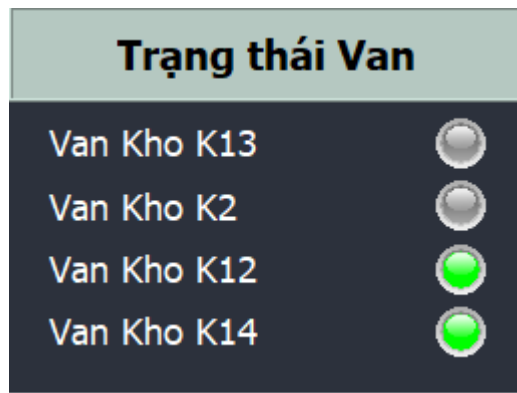 Trạng thái Van
Van Kho K13
Van Kho K2
Van Kho K12
Van Kho K14